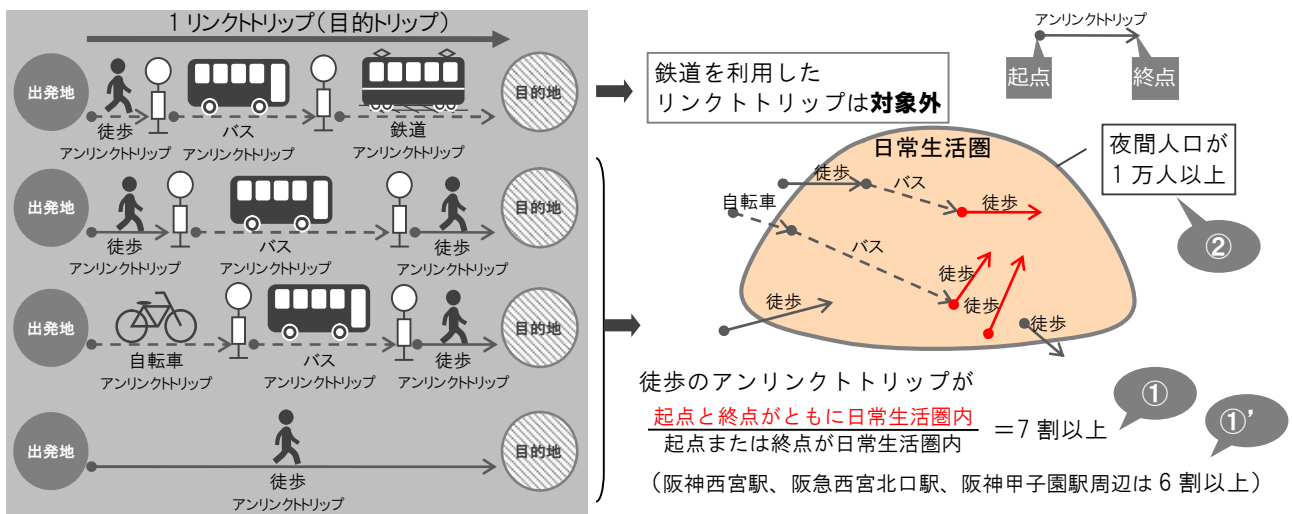 1リンクトトリップ(目的トリップ)
出発地
徒歩
アンリンクトトリップ
バス
アンリンクトトリップ
鉄道
アンリンクトトリップ
目的地
出発地
徒歩
アンリンクトトリップ
バス
アンリンクトトリップ
徒歩
アンリンクトトリップ
目的地
出発地
自転車
アンリンクトトリップ
バス
アンリンクトトリップ
徒歩
アンリンクトトリップ
目的地
出発地
徒歩
アンリンクトトリップ
目的地
鉄道を利用した
リンクトトリップは対象外
アンリンクトトリップ
起点
終点
日常生活圏
夜間人口が
1万人以上
②
徒歩
バス
徒歩
自転車
バス
徒歩
徒歩
徒歩
徒歩
徒歩のアンリンクトトリップが
起点と終点がともに日常生活圏内
起点または終点が日常生活圏内
=7割以上
①
①'
(阪神西宮駅、阪急西宮北口駅、阪神甲子園駅周辺は6割以上)